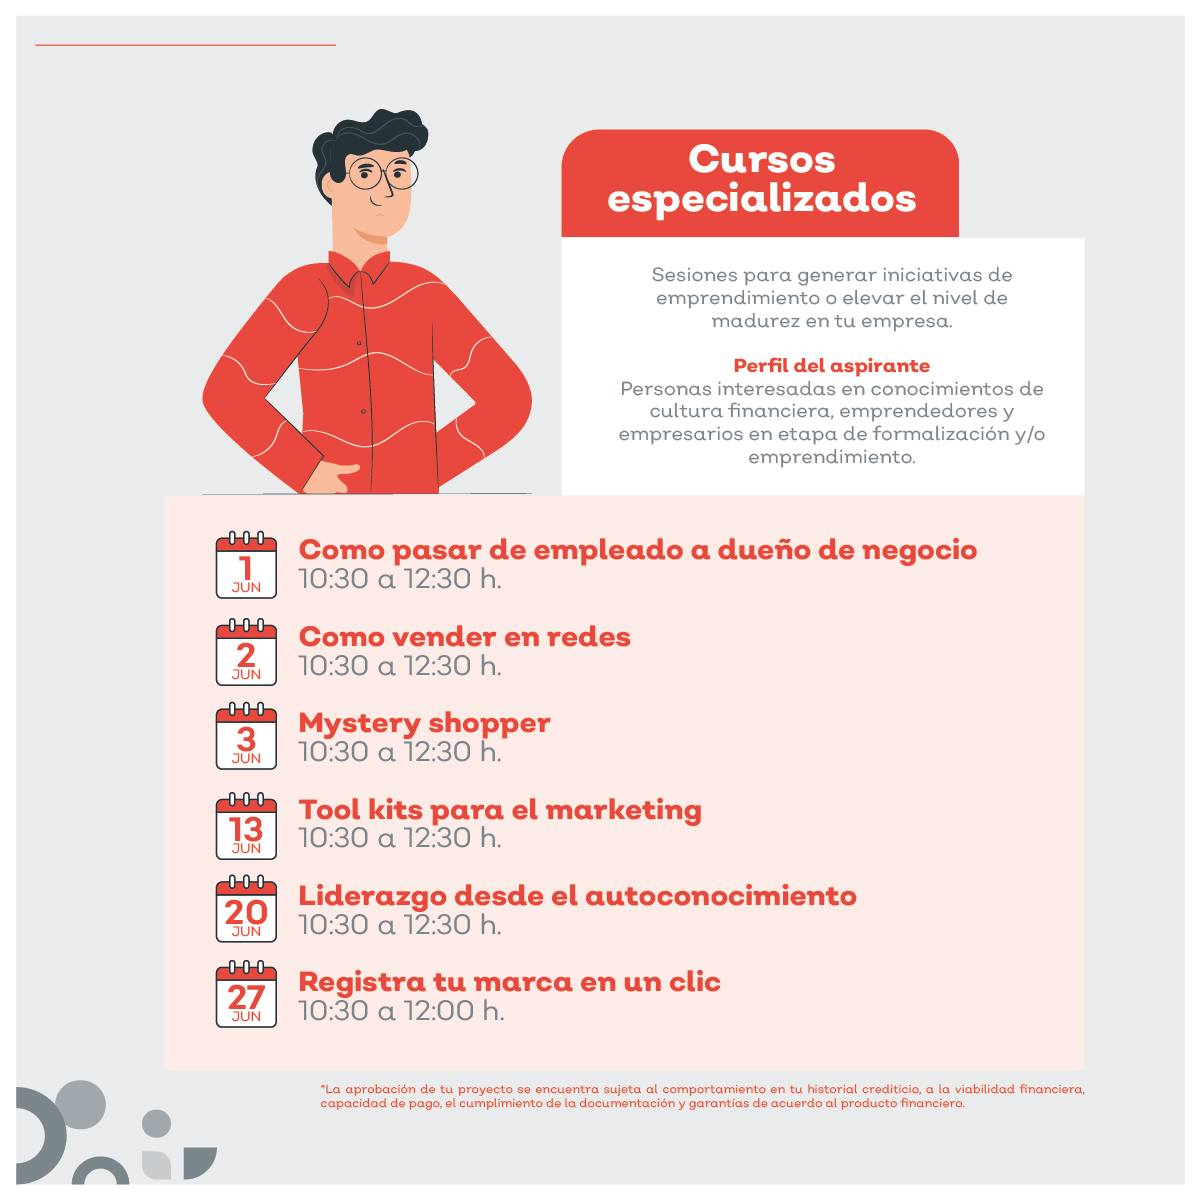 Cursos
especializados
Sesiones para generar iniciativas de
emprendimiento o elevar el nivel de
madurez en tu empresa.
Perfil del aspirante
Personas interesadas en conocimientos de
cultura financiera, emprendedores y
empresarios en etapa de formalización y/o
emprendimiento.
1
JUN
Como pasar de empleado a dueño de negocio
10:30 a 12:30 h.
2
JUN
Como vender en redes
10:30 a 12:30 h.
3
JUN
Mystery shopper
10:30 a 12:30 h.
13
JUN
Tool kits para el marketing
10:30 a 12:30 h.
20
JUN
Liderazgo desde el autoconocimiento
10:30 a 12:30 h.
27
JUN
Registra tu marca en un clic
10:30 a 12:00 h.
*La aprobación de tu proyecto se encuentra sujeta al comportamiento en tu historial crediticio, a la viabilidad financiera,
capacidad de pago, el cumplimiento de la documentación y garantías de acuerdo al producto financiero.